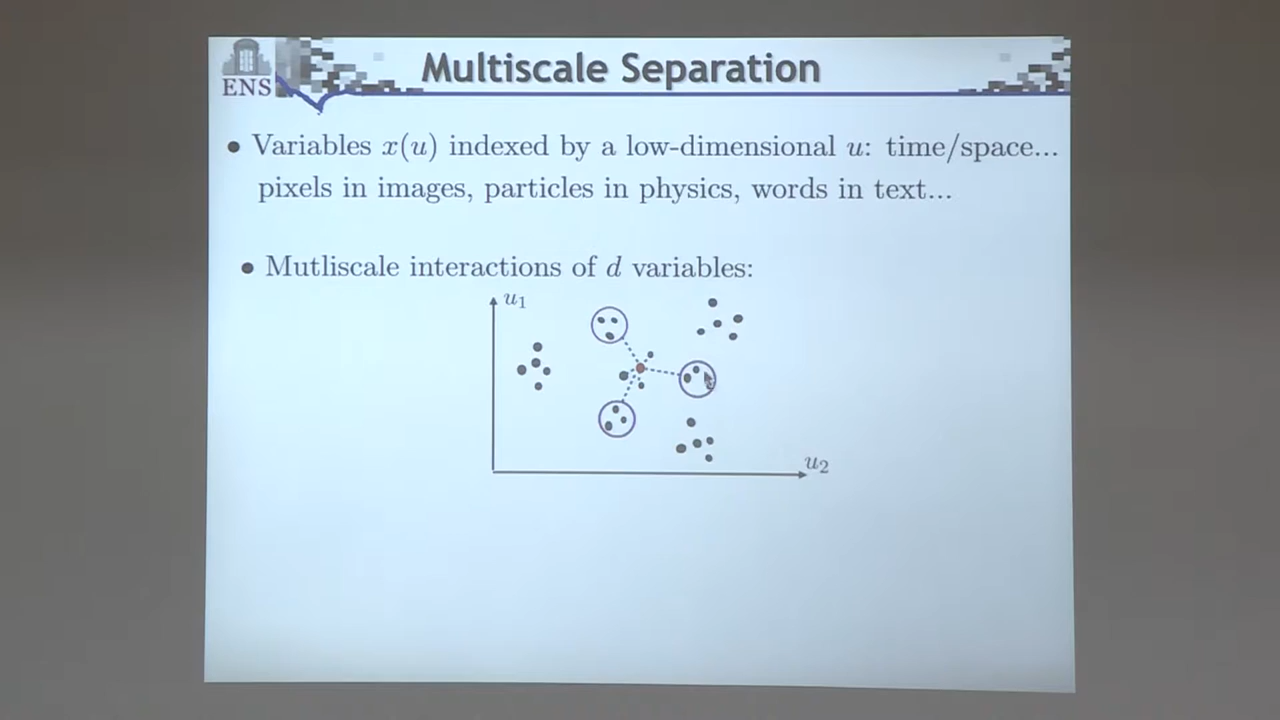 ENS
Multiscale Separation
• Variables x(u) indexed by a low-dimensional u: time/space...
pixels in images, particles in physics, words in text...
• Mutliscale interactions of d variables:
u₁
u₂